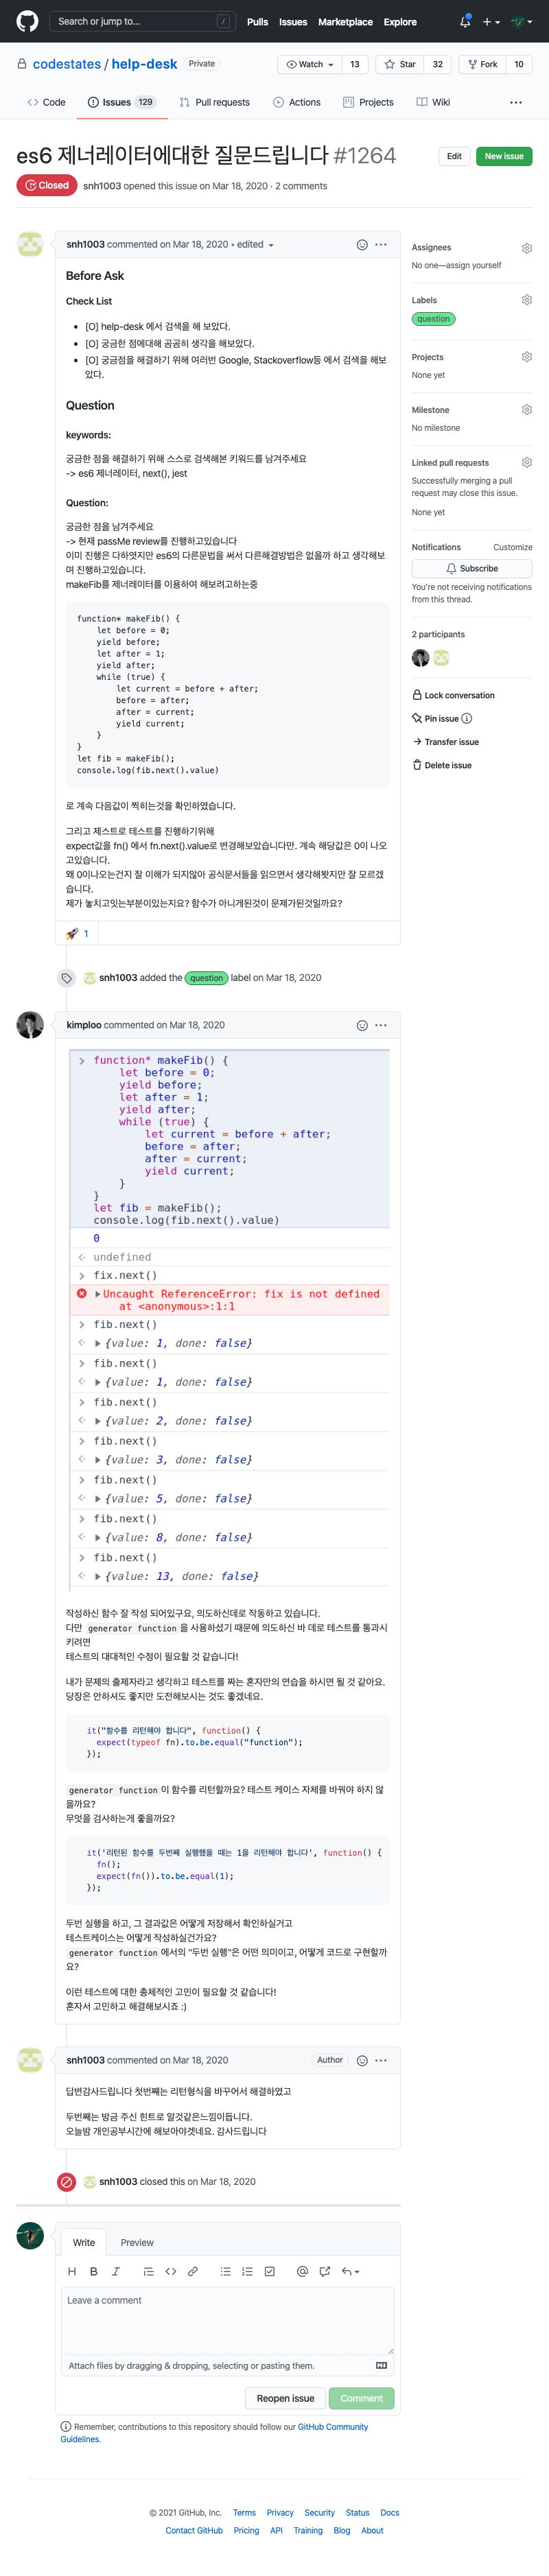 Search or jump to... /
Pulls Issues Marketplace Explore
codestates / help-desk Private
Watch 13 Star 32 Fork 10
Code Issues 129 Pull requests Actions Projects Wiki ...
es6 제너레이터에대한 질문드립니다 #1264
Edit New issue
Closed snh1003 opened this issue on Mar 18, 2020 · 2 comments
snh1003 commented on Mar 18, 2020 • edited
Before Ask
Check List
• [O] help-desk 에서 검색을 해 보았다.
• [O] 궁금한 점에대해 곰곰히 생각을 해보았다.
• [O] 궁금점을 해결하기 위해 여러번 Google, Stackoverflow등 에서 검색을 해보
았다.
Question
keywords:
궁금한 점을 해결하기 위해 스스로 검색해본 키워드를 남겨주세요
-> es6 제너레이터, next(), jest
Question:
궁금한 점을 남겨주세요
-> 현재 passMe review를 진행하고있습니다
이미 진행은 다하엿지만 es6의 다른문법을 써서 다른해결방법은 없을까 하고 생각해보
며 진행하고있습니다.
makeFib를 제너레이터를 이용하여 해보려고하는중
function* makeFib() {
let before = 0;
yield before;
let after = 1;
yield after;
while (true) {
let current = before + after;
before = after;
after = current;
yield current;
}
}
let fib = makeFib();
console.log(fib.next().value)
로 계속 다음값이 찍히는것을 확인하였습니다.
그리고 제스트로 테스트를 진행하기위해
expect값을 fn() 에서 fn.next().value로 변경해보았습니다만. 계속 해당값은 0이 나오
고있습니다.
왜 0이나오는건지 잘 이해가 되지않아 공식문서들을 읽으면서 생각해봣지만 잘 모르겠
습니다.
제가 놓치고잇는부분이있는지요? 함수가 아니게된것이 문제가된것일까요?
🚀 1
snh1003 added the question label on Mar 18, 2020
kimploo commented on Mar 18, 2020
function* makeFib() {
let before = 0;
yield before;
let after = 1;
yield after;
while (true) {
let current = before + after;
before = after;
after = current;
yield current;
}
}
let fib = makeFib();
console.log(fib.next().value)
0
undefined
fix.next()
Uncaught ReferenceError: fix is not defined
at <anonymous>:1:1
fib.next()
{value: 1, done: false}
fib.next()
{value: 1, done: false}
fib.next()
{value: 2, done: false}
fib.next()
{value: 3, done: false}
fib.next()
{value: 5, done: false}
fib.next()
{value: 8, done: false}
fib.next()
{value: 13, done: false}
작성하신 함수 잘 작성 되어있구요, 의도하신데로 작동하고 있습니다.
다만 generator function 을 사용하셨기 때문에 의도하신 바 데로 테스트를 통과시
키려면
테스트의 대대적인 수정이 필요할 것 같습니다!
내가 문제의 출제자라고 생각하고 테스트를 짜는 혼자만의 연습을 하시면 될 것 같아요.
당장은 안하셔도 좋지만 도전해보시는 것도 좋겠네요.
it("함수를 리턴해야 합니다", function() {
expect(typeof fn).to.be.equal("function");
});
generator function 이 함수를 리턴할까요? 테스트 케이스 자체를 바꿔야 하지 않
을까요?
무엇을 검사하는게 좋을까요?
it('리턴된 함수를 두번째 실행했을 때는 1을 리턴해야 합니다', function() {
fn();
expect(fn()).to.be.equal(1);
});
두번 실행을 하고, 그 결과값은 어떻게 저장해서 확인하실거고
테스트케이스는 어떻게 작성하실건가요?
generator function 에서의 "두번 실행"은 어떤 의미이고, 어떻게 코드로 구현할까
요?
이런 테스트에 대한 총체적인 고민이 필요할 것 같습니다!
혼자서 고민하고 해결해보시죠 :)
snh1003 commented on Mar 18, 2020 Author
답변감사드립니다 첫번째는 리턴형식을 바꾸어서 해결하였고
두번째는 방금 주신 힌트로 알것같은느낌이듭니다.
오늘밤 개인공부시간에 해보아야겟네요. 감사드립니다
snh1003 closed this on Mar 18, 2020
Write Preview
Leave a comment
Attach files by dragging & dropping, selecting or pasting them.
Reopen issue Comment
Remember, contributions to this repository should follow our GitHub Community
Guidelines.
Assignees
No one—assign yourself
Labels
question
Projects
None yet
Milestone
No milestone
Linked pull requests
Successfully merging a pull
request may close this issue.
None yet
Notifications Customize
Subscribe
You're not receiving notifications
from this thread.
2 participants
Lock conversation
Pin issue
Transfer issue
Delete issue
© 2021 GitHub, Inc. Terms Privacy Security Status Docs
Contact GitHub Pricing API Training Blog About